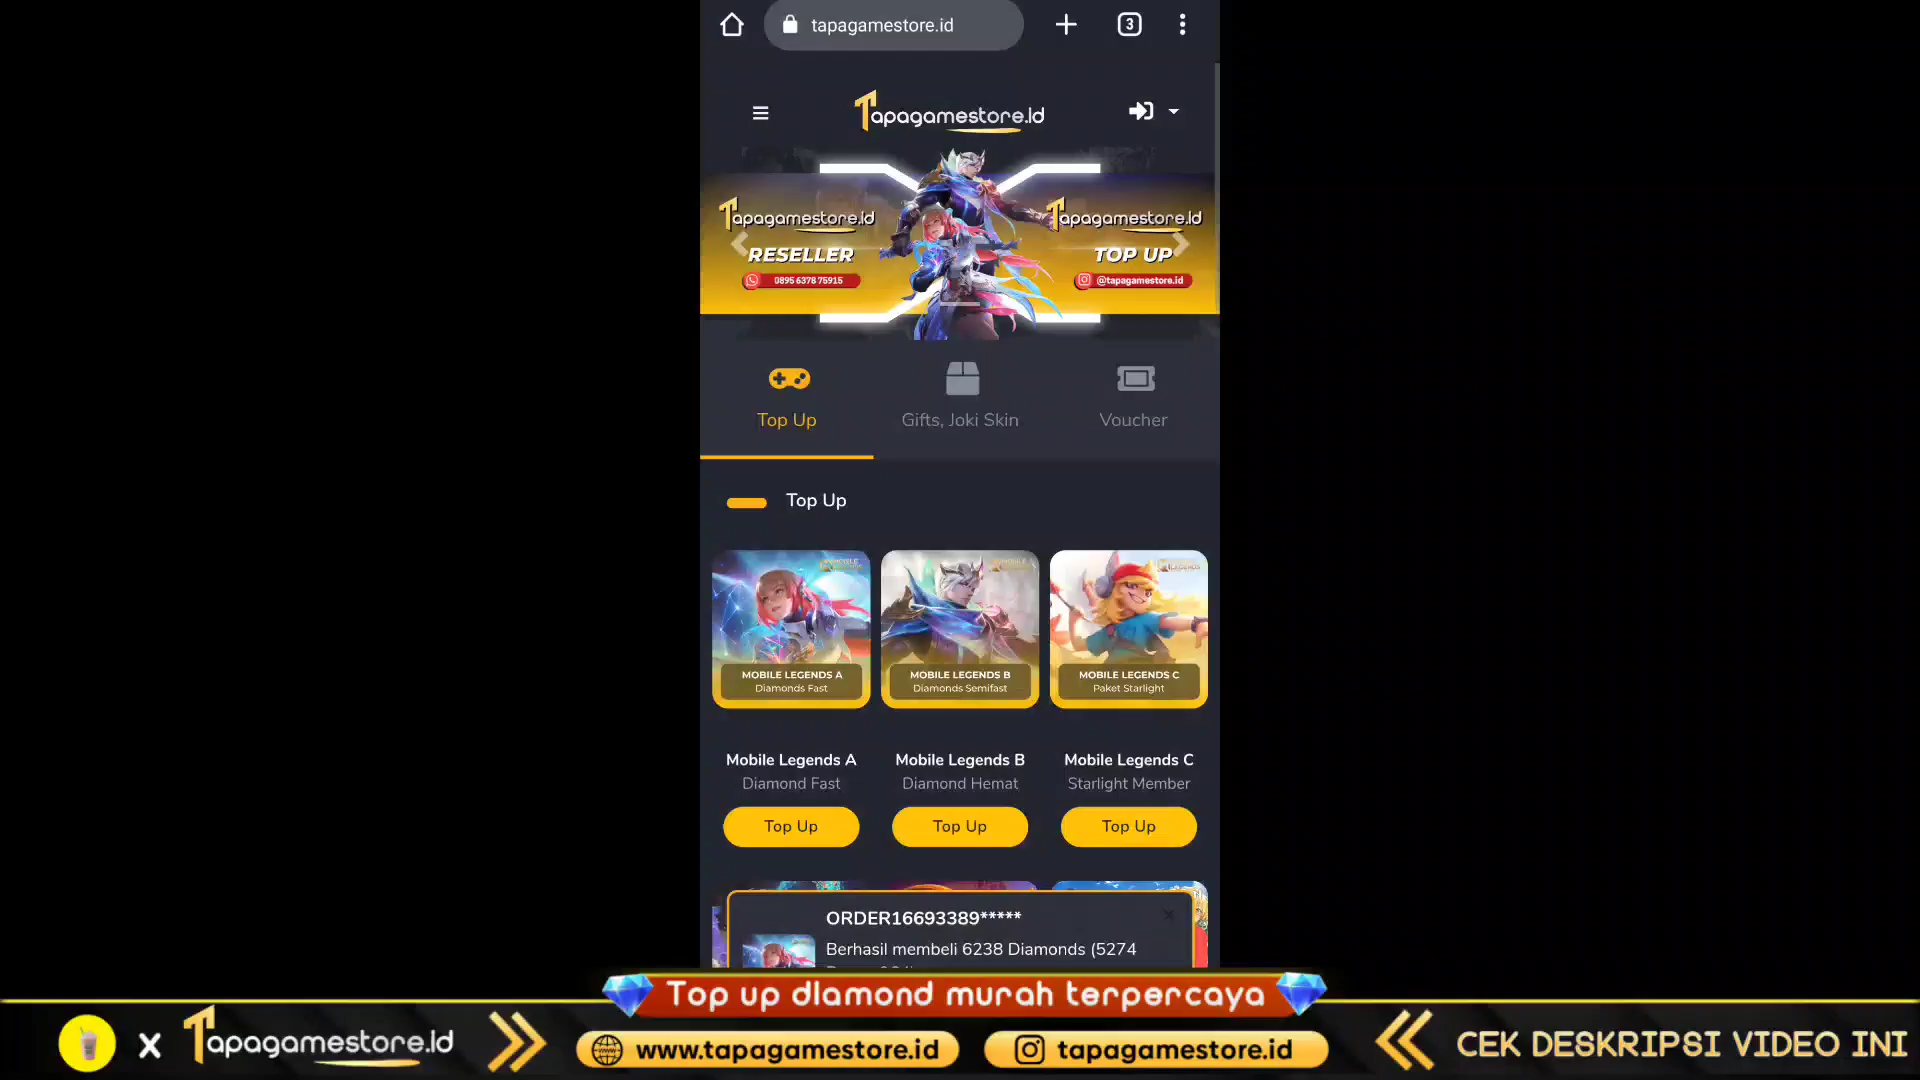 tapagamestore.id
3
Tapagamestore.id
Tapagamestore.id
RESELLER
0895 6378 75915
Tapagamestore.id
TOP UP
@tapagamestore.id
Top Up
Gifts, Joki Skin
Voucher
Top Up
MOBILE LEGENDS A
Diamonds Fast
MOBILE LEGENDS B
Diamonds Semifast
MOBILE LEGENDS C
Paket Starlight
Mobile Legends A
Diamond Fast
Top Up
Mobile Legends B
Diamond Hemat
Top Up
Mobile Legends C
Starlight Member
Top Up
ORDER16693389*****
Berhasil membeli 6238 Diamonds (5274
Top up diamond murah terpercaya
X Tapagamestore.id
www.tapagamestore.id
tapagamestore.id
CEK DESKRIPSI VIDEO INI